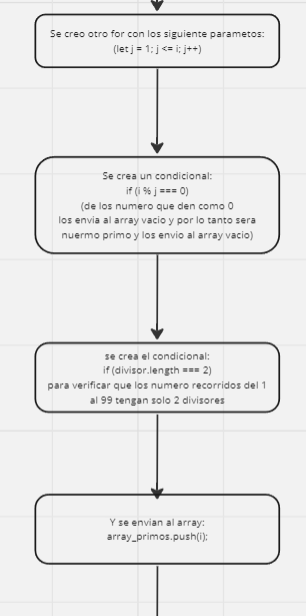 Se creo otro for con los siguiente parametos:
(let j = 1; j <= i; j++)
Se crea un condicional:
if (i % j === 0)
(de los numero que den como 0
los envia al array vacio y por lo tanto sera
nuermo primo y los envio al array vacio)
se crea el condicional:
if (divisor.length === 2)
para verificar que los numero recorridos del 1
al 99 tengan solo 2 divisores
Y se envian al array:
array_primos.push(i);